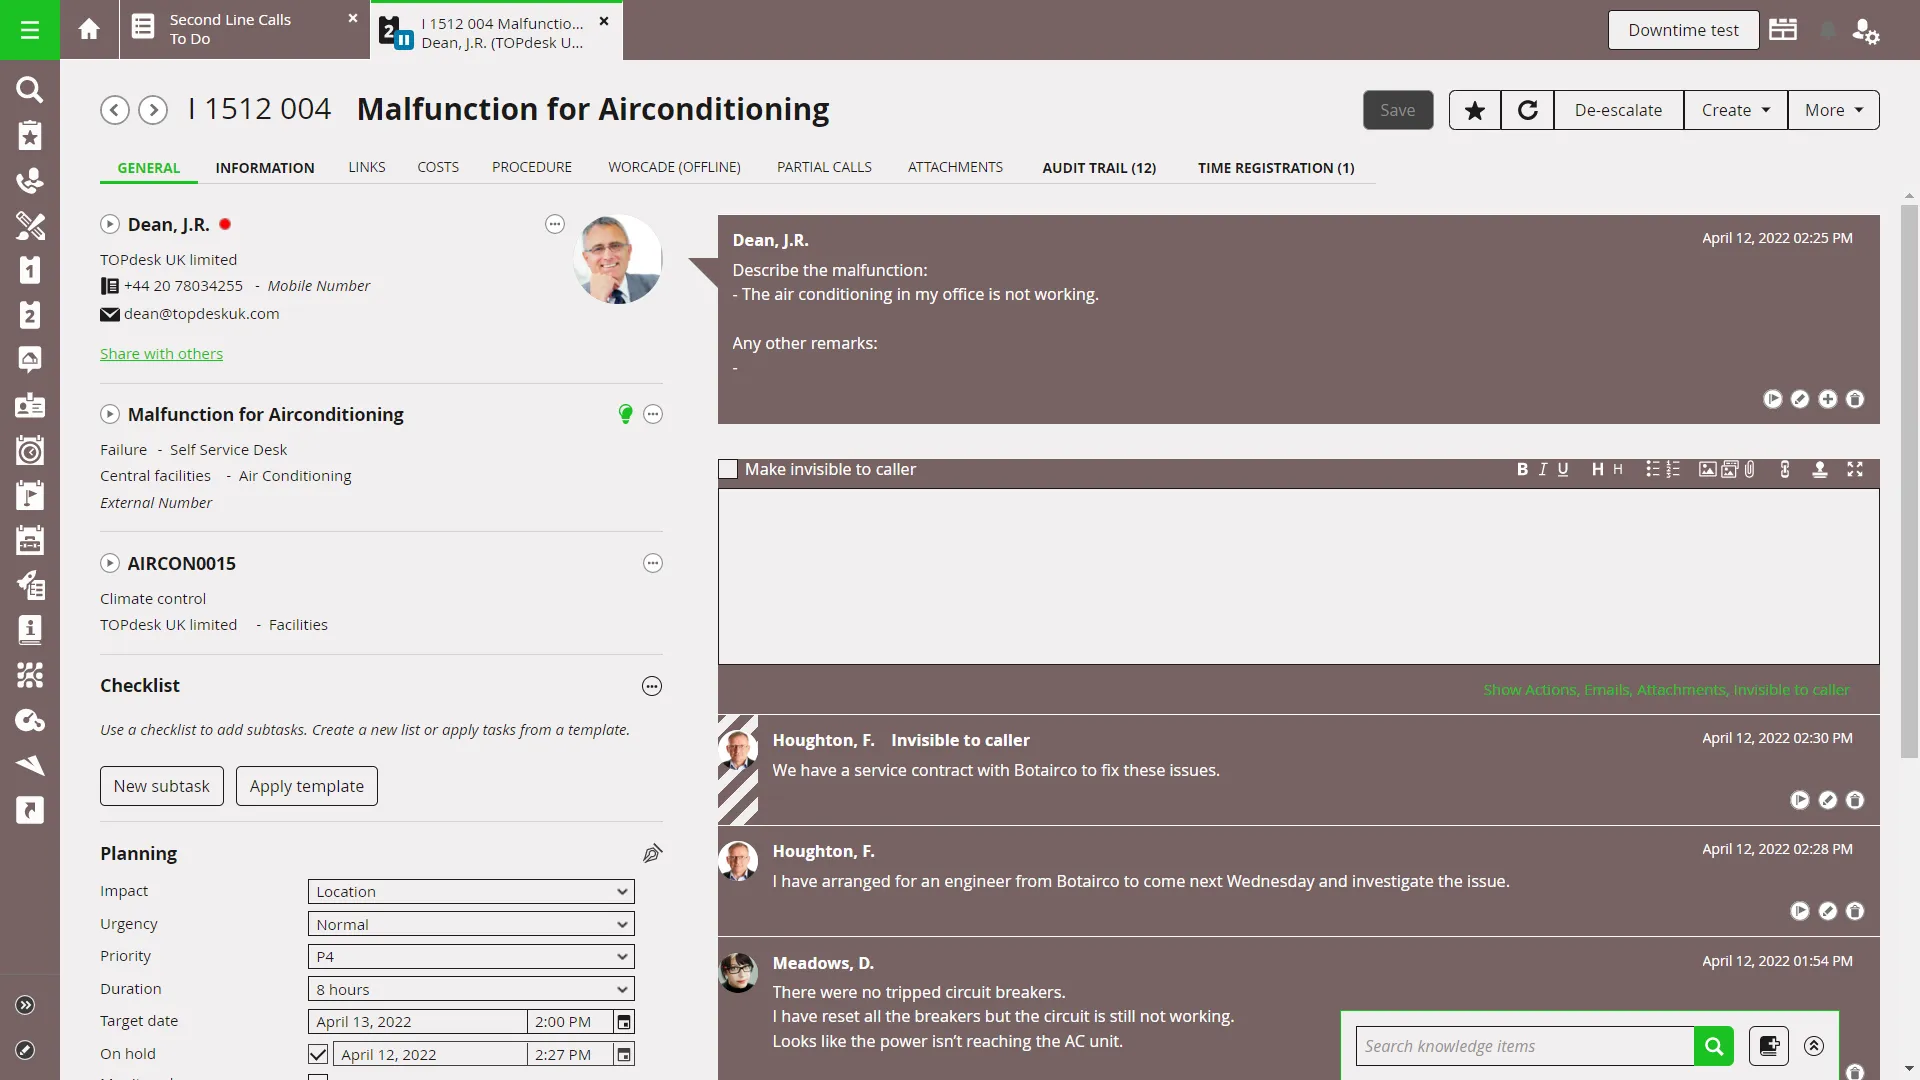 Second Line Calls
To Do
I 1512 004 Malfunctio...
Dean, J.R. (TOPdesk U...
Downtime test
I 1512 004 Malfunction for Airconditioning
Save
De-escalate
Create
More
GENERAL INFORMATION LINKS COSTS PROCEDURE WORCADE (OFFLINE) PARTIAL CALLS ATTACHMENTS AUDIT TRAIL (12) TIME REGISTRATION (1)
Dean, J.R.
TOPdesk UK limited
+44 20 78034255 - Mobile Number
dean@topdeskuk.com
Share with others
Malfunction for Airconditioning
Failure - Self Service Desk
Central facilities - Air Conditioning
External Number
AIRCON0015
Climate control
TOPdesk UK limited - Facilities
Checklist
Use a checklist to add subtasks. Create a new list or apply tasks from a template.
New subtask
Apply template
Planning
Impact Location
Urgency Normal
Priority P4
Duration 8 hours
Target date April 13, 2022 2:00 PM
On hold April 12, 2022 2:27 PM
Dean, J.R. April 12, 2022 02:25 PM
Describe the malfunction:
- The air conditioning in my office is not working.
Any other remarks:
-
Make invisible to caller
B I U H H
Show Actions, Emails, Attachments, Invisible to caller
Houghton, F. Invisible to caller April 12, 2022 02:30 PM
We have a service contract with Botairco to fix these issues.
Houghton, F. April 12, 2022 02:28 PM
I have arranged for an engineer from Botairco to come next Wednesday and investigate the issue.
Meadows, D. April 12, 2022 01:54 PM
There were no tripped circuit breakers.
I have reset all the breakers but the circuit is still not working.
Looks like the power isn't reaching the AC unit.
Search knowledge items